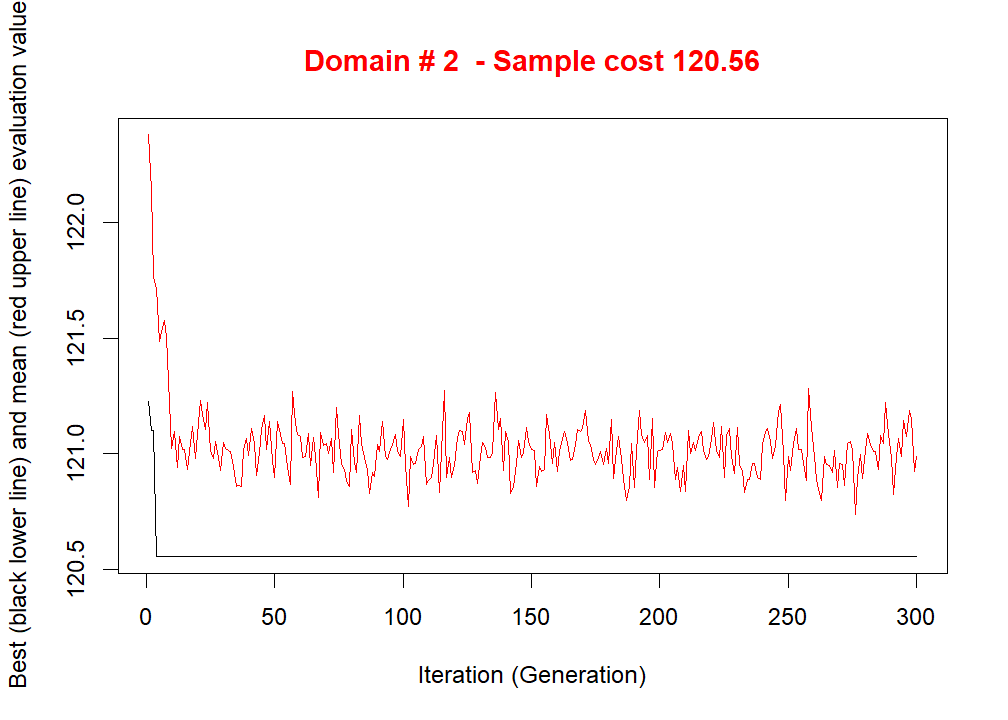 Domain # 2  - Sample cost 120.56
Best (black lower line) and mean (red upper line) evaluation value
122.0
121.5
121.0
120.5
0 50 100 150 200 250 300
Iteration (Generation)